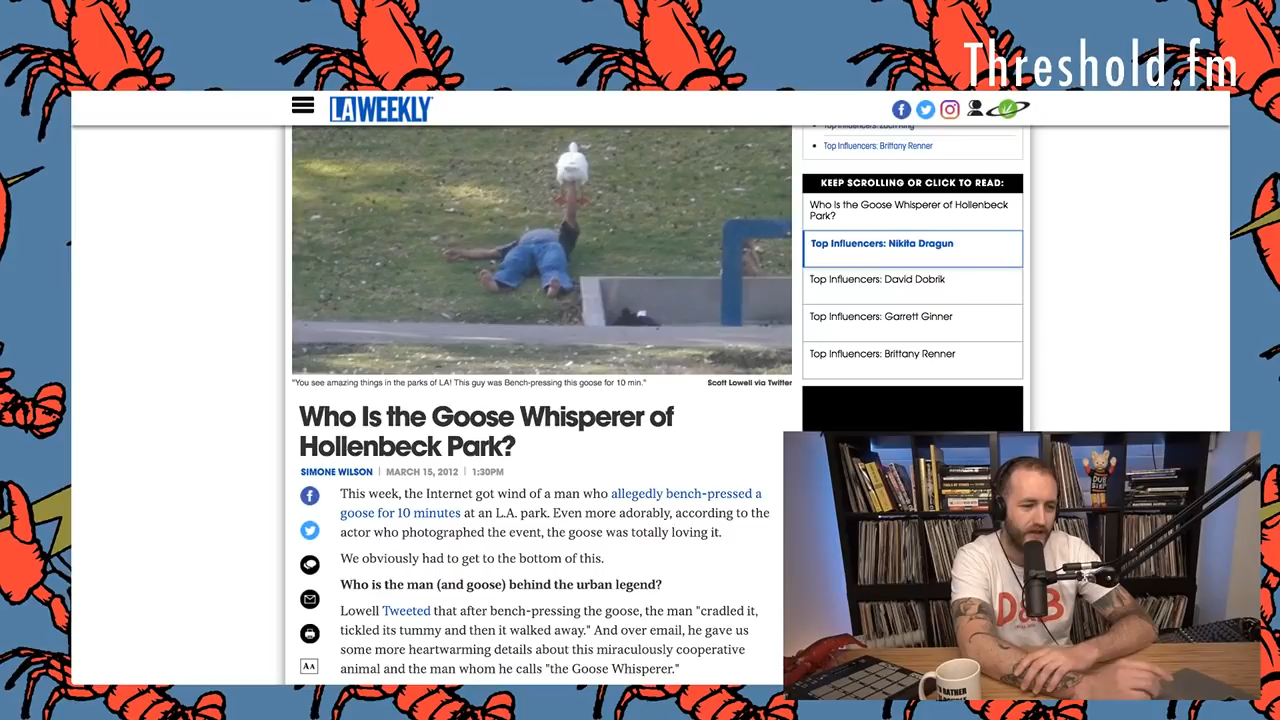 Threshold.fm
LA WEEKLY
Top Influencers: Zach King
Top Influencers: Brittany Renner
KEEP SCROLLING OR CLICK TO READ:
Who Is the Goose Whisperer of Hollenbeck
Park?
Top Influencers: Nikita Dragun
Top Influencers: David Dobrik
Top Influencers: Garrett Ginner
Top Influencers: Brittany Renner
"You see amazing things in the parks of LA! This guy was Bench-pressing this goose for 10 min."
Scott Lowell via Twitter
Who Is the Goose Whisperer of
Hollenbeck Park?
SIMONE WILSON | MARCH 15, 2012 | 1:30PM
This week, the Internet got wind of a man who allegedly bench-pressed a
goose for 10 minutes at an L.A. park. Even more adorably, according to the
actor who photographed the event, the goose was totally loving it.
We obviously had to get to the bottom of this.
Who is the man (and goose) behind the urban legend?
Lowell Tweeted that after bench-pressing the goose, the man "cradled it,
tickled its tummy and then it walked away." And over email, he gave us
some more heartwarming details about this miraculously cooperative
animal and the man whom he calls "the Goose Whisperer."
AA
DUB
STEP
D&B
RATHER